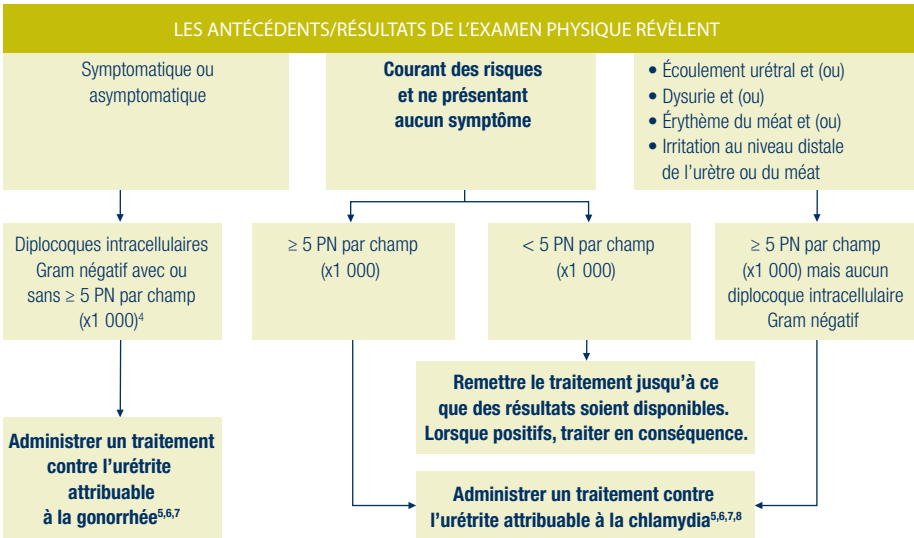 LES ANTÉCÉDENTS/RÉSULTATS DE L'EXAMEN PHYSIQUE RÉVÈLENT
Symptomatique ou
asymptomatique
Courant des risques
et ne présentant
aucun symptôme
• Écoulement urétral et (ou)
• Dysurie et (ou)
• Érythème du méat et (ou)
• Irritation au niveau distale
de l'urètre ou du méat
Diplocoques intracellulaires
Gram négatif avec ou
sans ≥ 5 PN par champ
(x1 000)⁴
≥ 5 PN par champ
(x1 000)
< 5 PN par champ
(x1 000)
≥ 5 PN par champ
(x1 000) mais aucun
diplocoque intracellulaire
Gram négatif
Remettre le traitement jusqu'à ce
que des résultats soient disponibles.
Lorsque positifs, traiter en conséquence.
Administrer un traitement
contre l'urétrite
attribuable
à la gonorrhée⁵,⁶,⁷
Administrer un traitement contre
l'urétrite attribuable à la chlamydia⁵,⁶,⁷,⁸